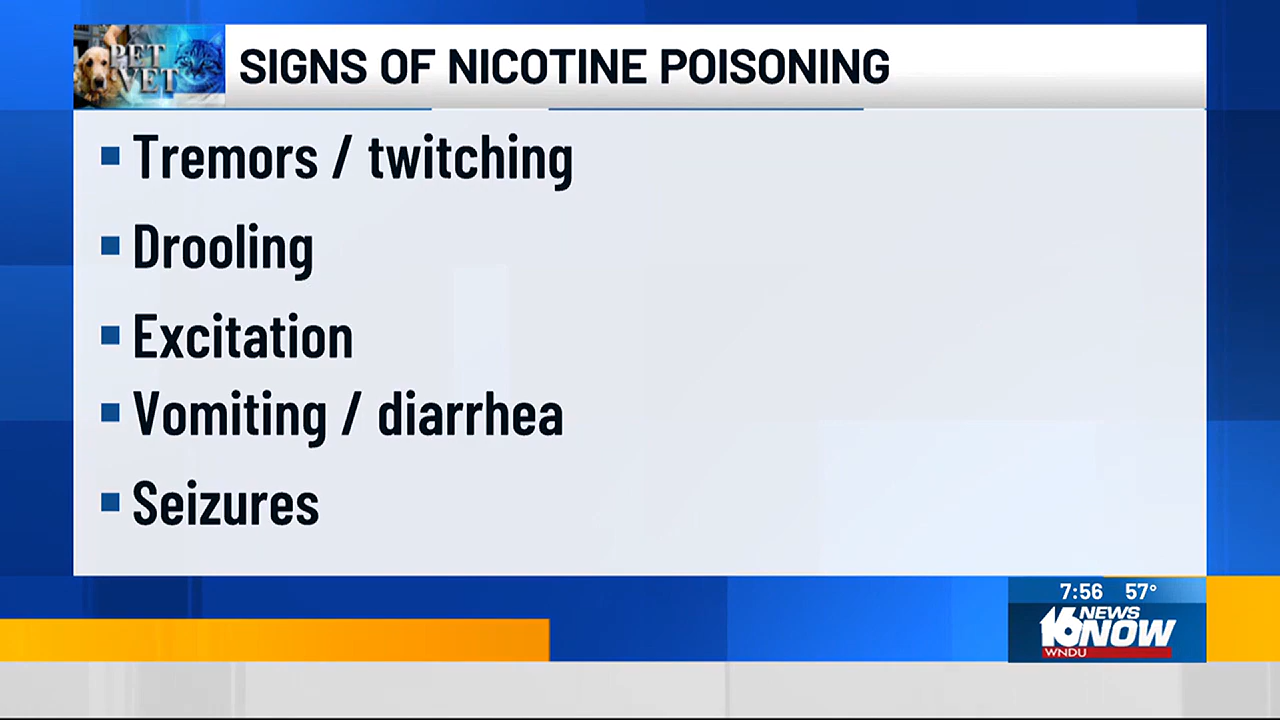 PET
VET
SIGNS OF NICOTINE POISONING
Tremors / twitching
Drooling
Excitation
Vomiting / diarrhea
Seizures
7:56 57°
16 NEWS
NOW
WNDU